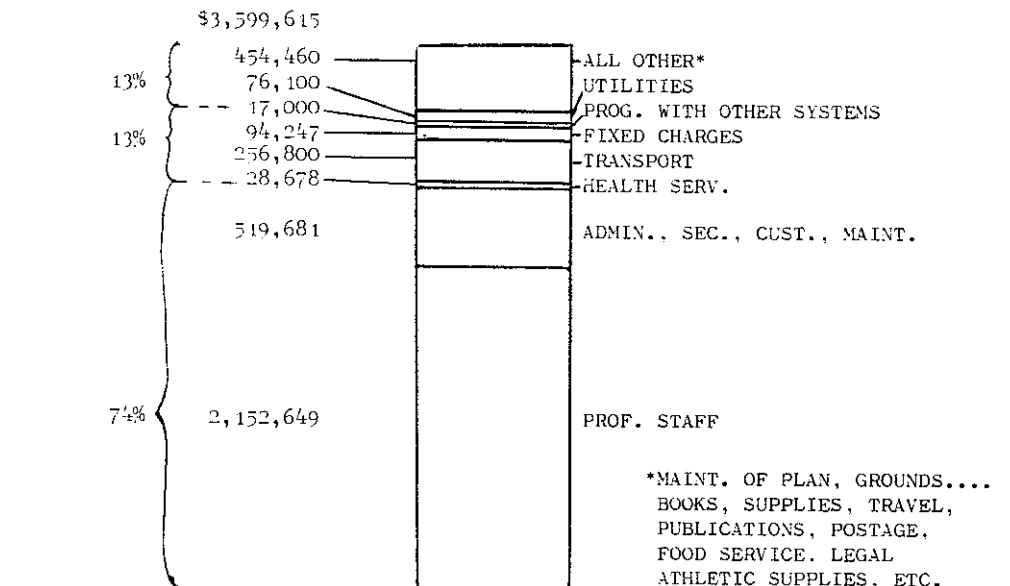 $3,599,615
454,460 ALL OTHER*
13%
76,100 UTILITIES
17,000 PROG. WITH OTHER SYSTEMS
13%
94,247 FIXED CHARGES
256,800 TRANSPORT
28,678 HEALTH SERV.
519,681 ADMIN., SEC., CUST., MAINT.
74% 2,152,649 PROF. STAFF
*MAINT. OF PLAN, GROUNDS....
BOOKS, SUPPLIES, TRAVEL,
PUBLICATIONS, POSTAGE.
FOOD SERVICE. LEGAL
ATHLETIC SUPPLIES, ETC.